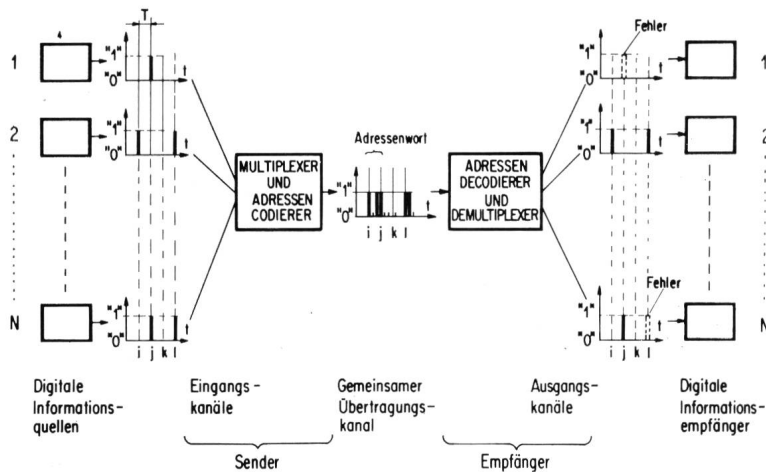 T
Fehler
1
"1"
"0"
t
"1"
"0"
t
1
2
"1"
"0"
t
Adressenwort
"1"
"0"
t
2
MULTIPLEXER
UND
ADRESSEN
CODIERER
"1"
"0"
t
i j k l
ADRESSEN
DECODIERER
UND
DEMULTIPLEXER
Fehler
N
"1"
"0"
t
i j k l
"1"
"0"
t
i j k l
N
Digitale
Informations-
quellen
Eingangs-
kanäle
Gemeinsamer
Übertragungs-
kanal
Ausgangs-
kanäle
Digitale
Informations-
empfänger
Sender
Empfänger